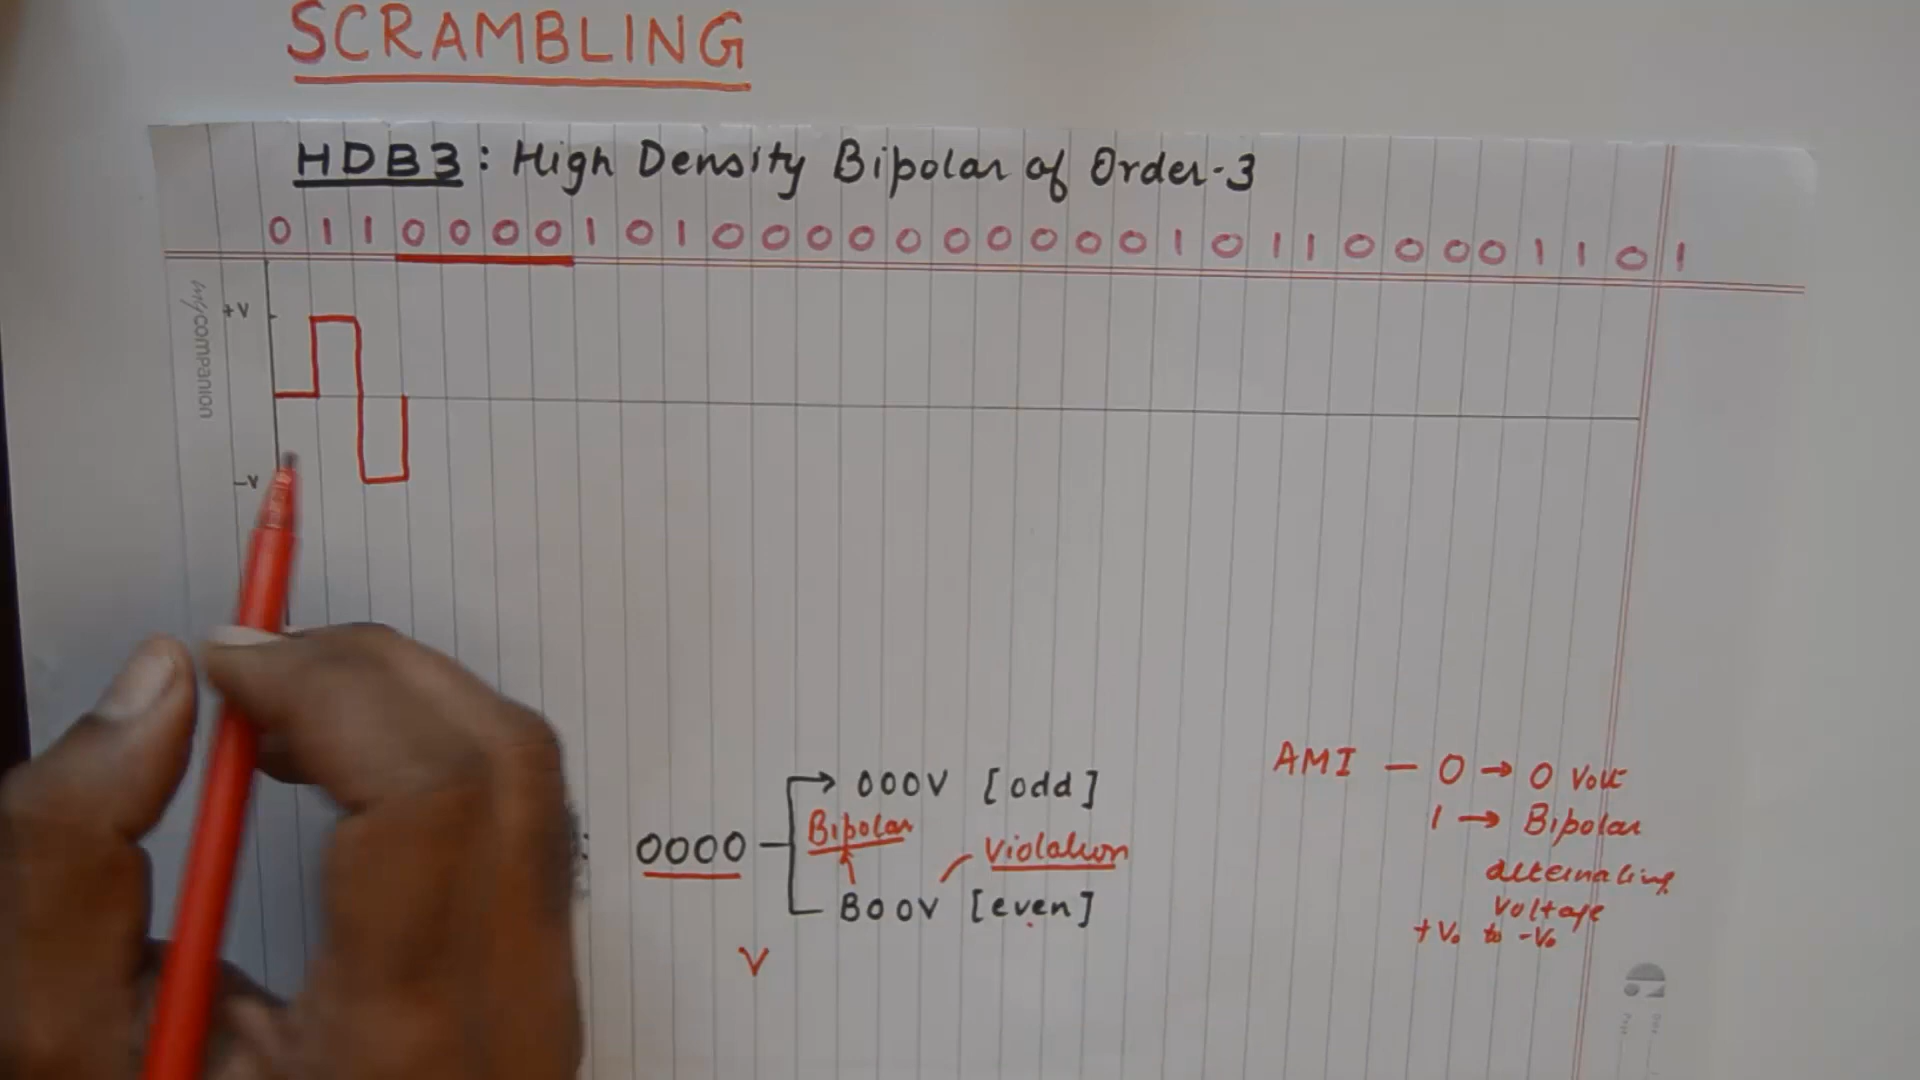 SCRAMBLING
HDB3 : High Density Bipolar of Order-3
0 1 1 0 0 0 0 1 0 1 0 0 0 0 0 0 0 0 0 0 1 0 1 1 0 0 0 0 1 1 0 1
+V
-V
mycompanion
: 0000
000V [odd]
Bipolar
Violation
B00V [even]
V
AMI - 0 → 0 Volt
1 → Bipolar
alternating
voltage
+V₀ to -V₀